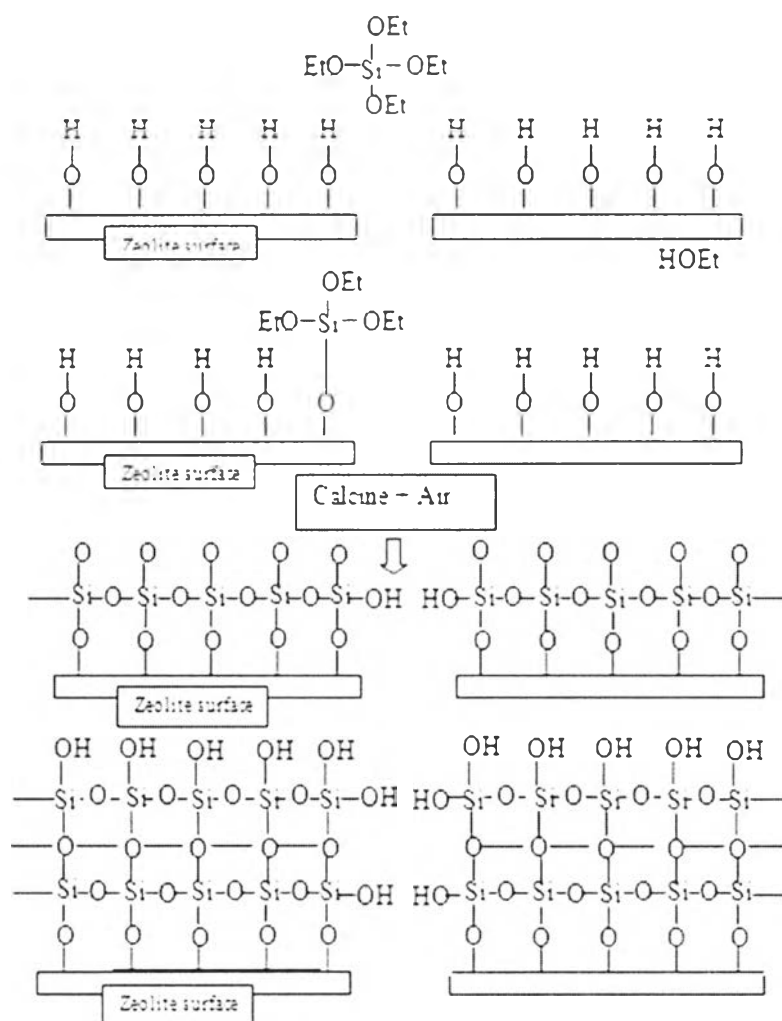 OEt
EtO—Si—OEt
OEt
H H H H H H H H H H
O O O O O O O O O O
Zeolite surface
HOEt
OEt
EtO—Si—OEt
H H H H H H H H H
O O O O O O O O O O
Zeolite surface
Calcine + Air
O O O O O O O O O O
Si-O-Si-O-Si-O-Si-O-Si-OH HO-Si-O-Si-O-Si-O-Si-O-Si
O O O O O O O O O O
Zeolite surface
OH OH OH OH OH OH OH OH OH OH
Si-O-Si-O-Si-O-Si-O-Si-OH HO-Si-O-Si-O-Si-O-Si-O-Si
O O O O O O O O O O
Si-O-Si-O-Si-O-Si-O-Si-OH HO-Si-O-Si-O-Si-O-Si-O-Si
O O O O O O O O O O
Zeolite surface